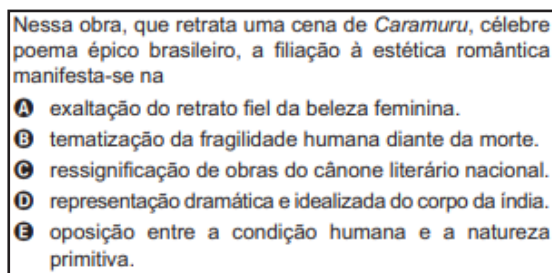 Nessa obra, que retrata uma cena de Caramuru, célebre
poema épico brasileiro, a filiação à estética romântica
manifesta-se na
A exaltação do retrato fiel da beleza feminina.
B tematização da fragilidade humana diante da morte.
C ressignificação de obras do cânone literário nacional.
D representação dramática e idealizada do corpo da índia.
E oposição entre a condição humana e a natureza
primitiva.